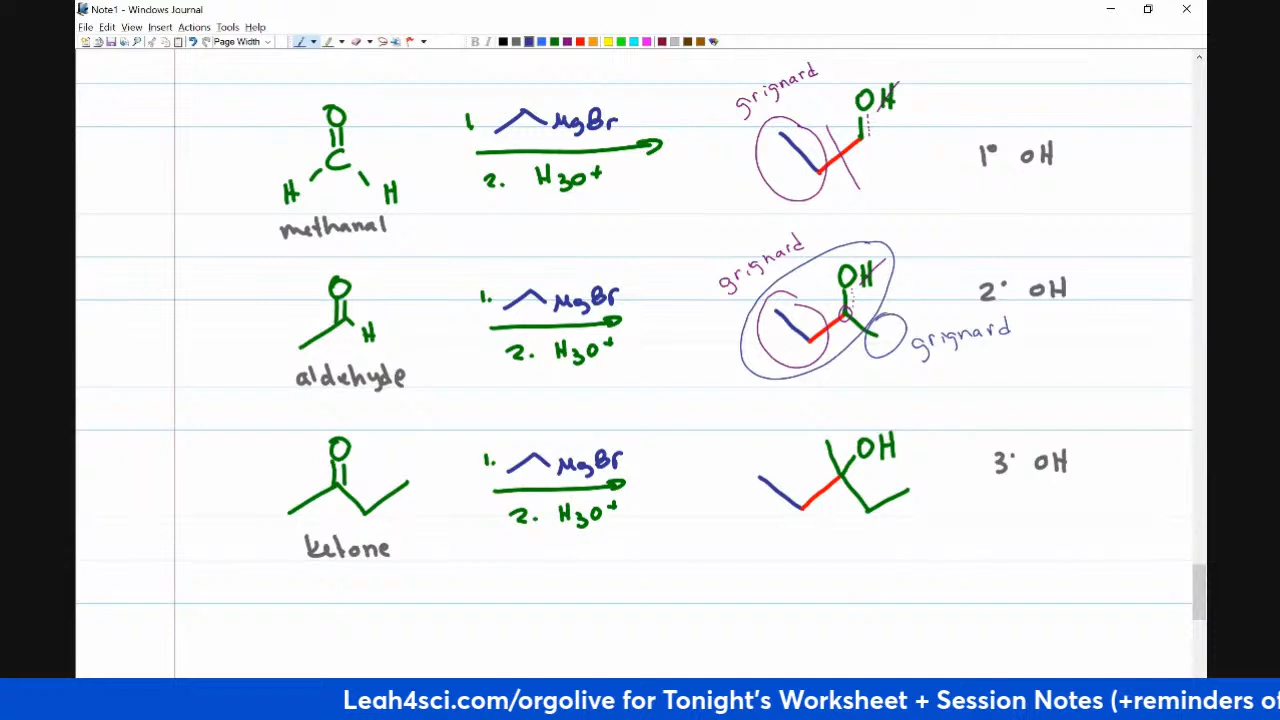 Note1 - Windows Journal
File Edit View Insert Actions Tools Help
Page Width
B I
grignard
OH
O
1. MgBr
C
H H
2. H3O+
1° OH
methanal
grignard
OH
O
1. MgBr
2° OH
H
2. H3O+
grignard
aldehyde
OH
O
1. MgBr
3° OH
2. H3O+
ketone
Leah4sci.com/orgolive for Tonight's Worksheet + Session Notes (+reminders of